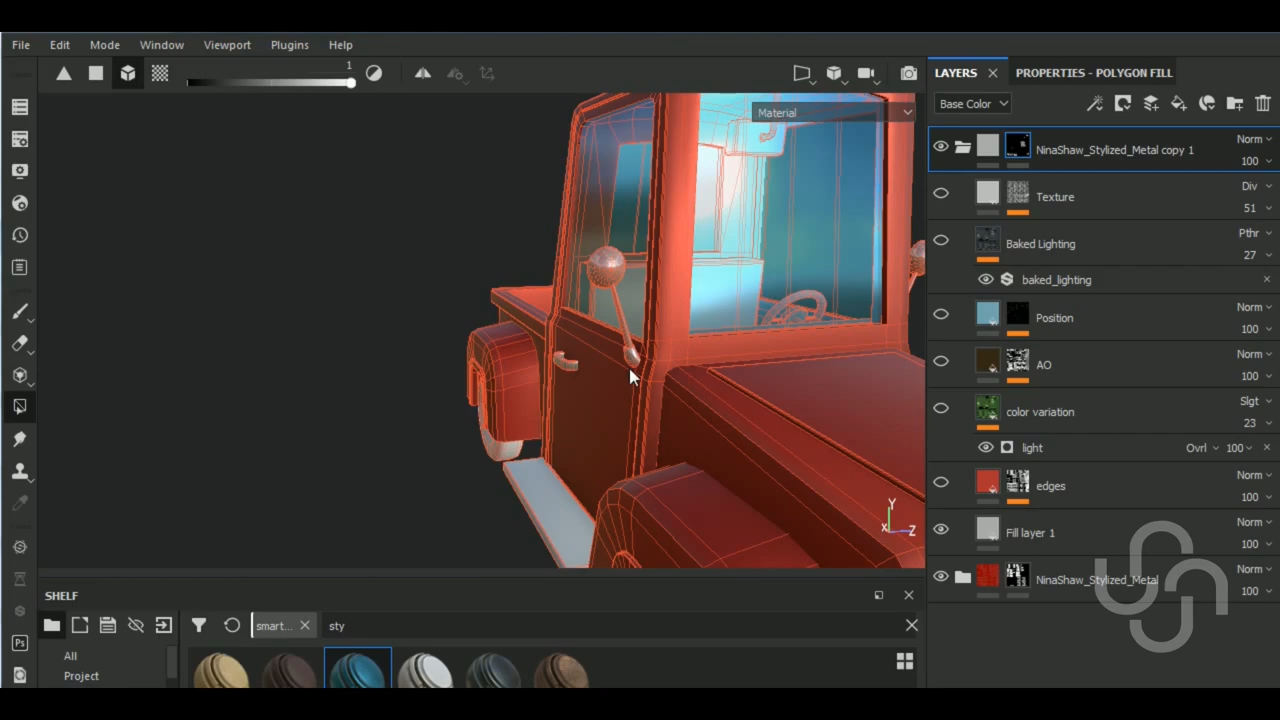 File Edit Mode Window Viewport Plugins Help
1
LAYERS PROPERTIES - POLYGON FILL
Base Color
Material
NinaShaw_Stylized_Metal copy 1 Norm
100
Texture Div
51
Baked Lighting Pthr
27
baked_lighting
Position Norm
100
AO Norm
100
color variation Slgt
23
light Ovrl 100
edges Norm
100
Fill layer 1 Norm
100
NinaShaw_Stylized_Metal Norm
100
Y
X Z
SHELF
smart... sty
All
Project
Ps